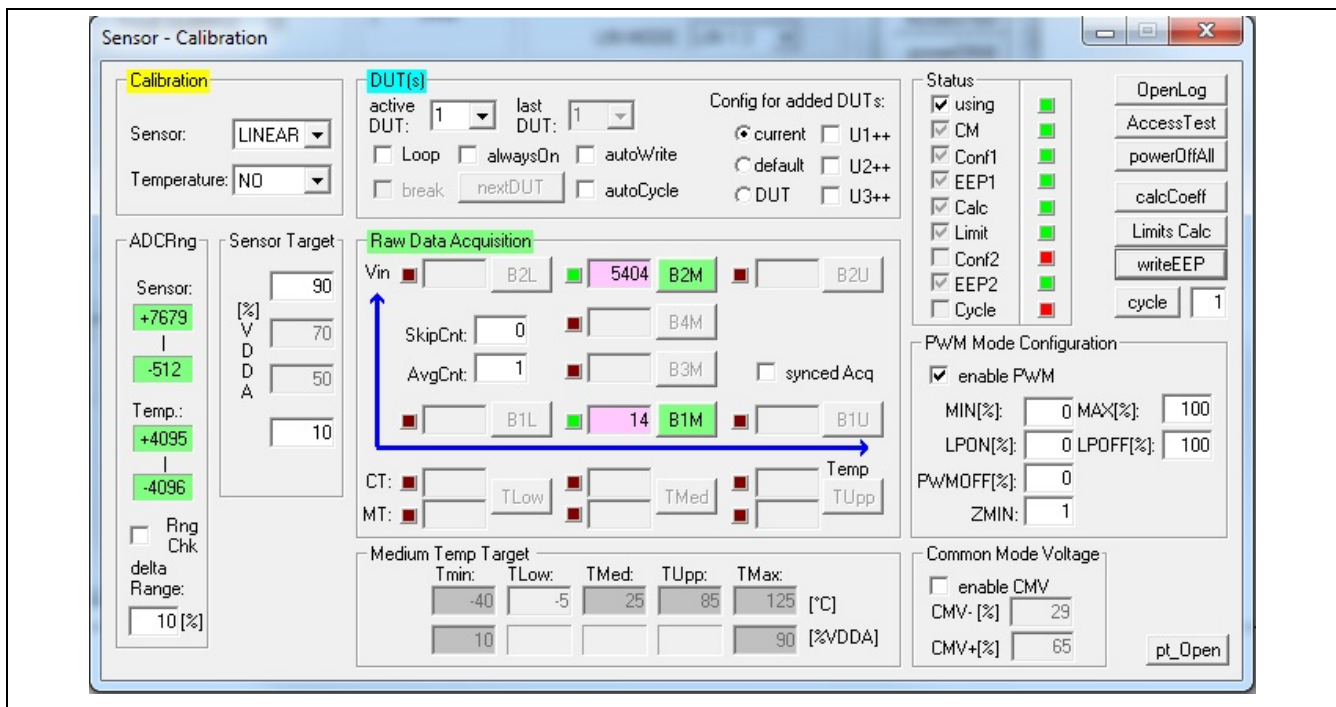 Sensor - Calibration
Calibration
Sensor: LINEAR
Temperature: NO
DUT(s)
active DUT: 1 last DUT: 1
Loop alwaysOn autoWrite
break nextDUT autoCycle
Config for added DUTs:
current U1++
default U2++
DUT U3++
Status
using
CM
Conf1
EEP1
Calc
Limit
Conf2
EEP2
Cycle
OpenLog
AccessTest
powerOffAll
calcCoeff
Limits Calc
writeEEP
cycle 1
ADCRng
Sensor:
+7679
|
-512
Temp.:
+4095
|
-4096
Rng
Chk
delta
Range:
10 [%]
Sensor Target
[%]
V
D
D
A
90
70
50
10
Raw Data Acquisition
Vin B2L 5404 B2M B2U
SkipCnt: 0 B4M
AvgCnt: 1 B3M synced Acq
B1L 14 B1M B1U
Temp
CT: TLow TMed TUpp
MT:
Medium Temp Target
Tmin: TLow: TMed: TUpp: TMax:
-40 -5 25 85 125 [°C]
10 90 [%VDDA]
PWM Mode Configuration
enable PWM
MIN[%]: 0 MAX[%]: 100
LPON[%]: 0 LPOFF[%]: 100
PWMOFF[%]: 0
ZMIN: 1
Common Mode Voltage
enable CMV
CMV- [%] 29
CMV+[%] 65
pt_Open